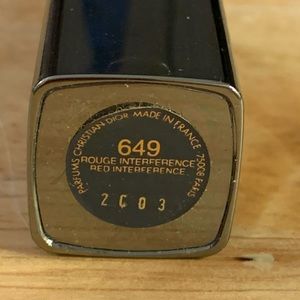 PARFUMS CHRISTIAN DIOR MADE IN FRANCE 75008 PARIS
649
ROUGE INTERFERENCE
RED INTERFERENCE
2C03